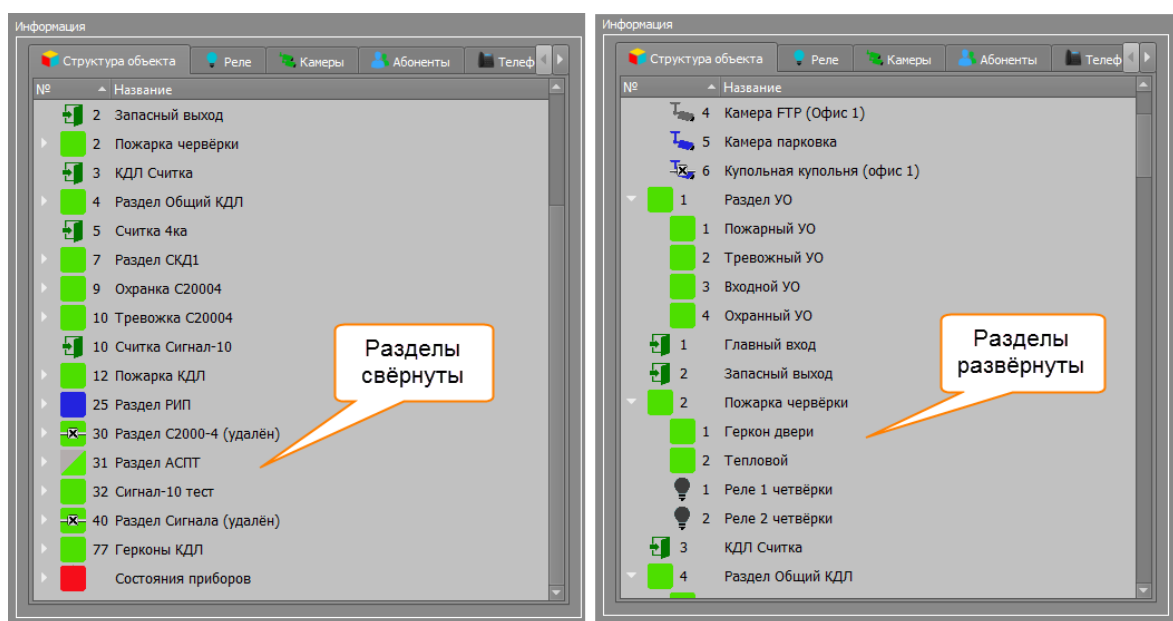 Информация
Структура объекта Реле Камеры Абоненты Телеф
№ Название
2 Запасный выход
2 Пожарка червёрки
3 КДЛ Считка
4 Раздел Общий КДЛ
5 Считка 4ка
7 Раздел СКД1
9 Охранка С20004
10 Тревожка С20004
10 Считка Сигнал-10
12 Пожарка КДЛ
25 Раздел РИП
30 Раздел С2000-4 (удалён)
31 Раздел АСПТ
32 Сигнал-10 тест
40 Раздел Сигнала (удалён)
77 Герконы КДЛ
Состояния приборов
Разделы
свёрнуты
Информация
Структура объекта Реле Камеры Абоненты Телеф
№ Название
4 Камера FTP (Офис 1)
5 Камера парковка
6 Купольная купольня (офис 1)
1 Раздел УО
1 Пожарный УО
2 Тревожный УО
3 Входной УО
4 Охранный УО
1 Главный вход
2 Запасный выход
2 Пожарка червёрки
1 Геркон двери
2 Тепловой
1 Реле 1 четвёрки
2 Реле 2 четвёрки
3 КДЛ Считка
4 Раздел Общий КДЛ
Разделы
развёрнуты